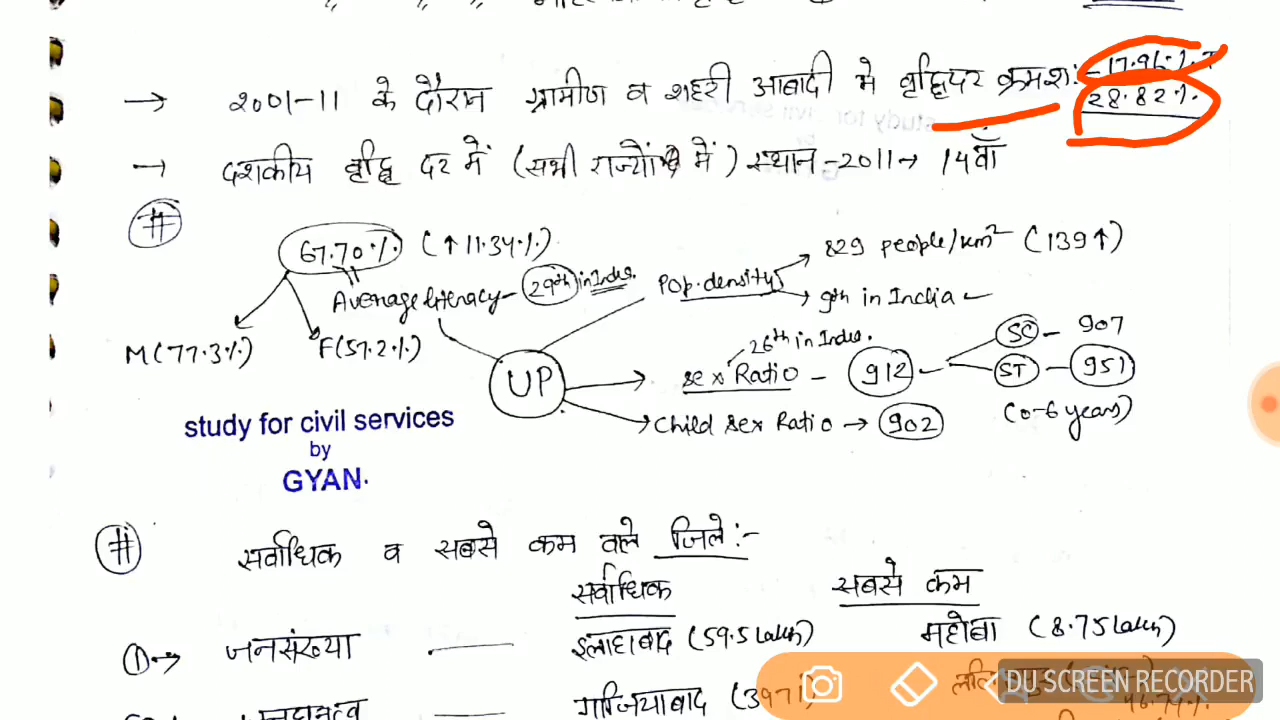 → 2001-11 के दौरान ग्रामीण व शहरी आबादी मे वृद्धिदर क्रमशः- 17.96%. व
28.82%.
→ दशकीय वृद्धि दर में (सभी राज्यों में) स्थान -2011→ 14वाँ
#
67.70% (↑11.34%)
Average literacy - 29th in India.
M(77.3%) F(57.2%)
Pop. density
829 people/km² (139↑)
9th in India
UP
26th in India.
sex Ratio - 912
SC - 907
ST - 951
Child sex Ratio → 902 (0-6 years)
study for civil services
by
GYAN.
# सर्वाधिक व सबसे कम वाले जिले:-
सर्वाधिक सबसे कम
① → जनसंख्या — इलाहाबाद (59.5 Lakh) महोबा (8.75 Lakh)
— गाजियाबाद (3971)
DU SCREEN RECORDER